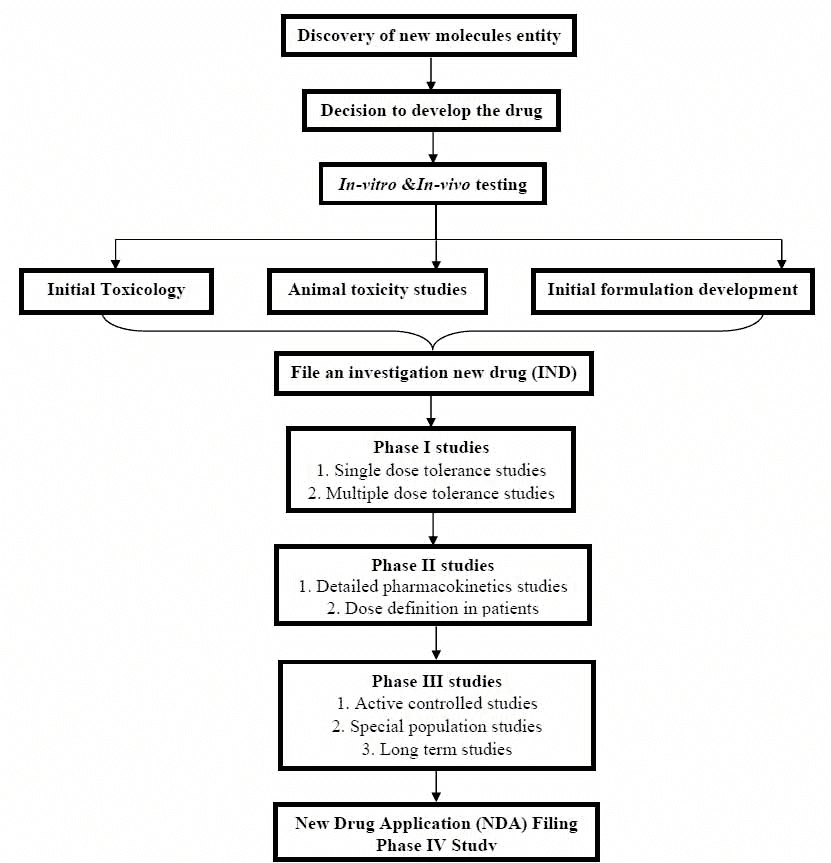 Discovery of new molecules entity
Decision to develop the drug
In-vitro &In-vivo testing
Initial Toxicology
Animal toxicity studies
Initial formulation development
File an investigation new drug (IND)
Phase I studies
1. Single dose tolerance studies
2. Multiple dose tolerance studies
Phase II studies
1. Detailed pharmacokinetics studies
2. Dose definition in patients
Phase III studies
1. Active controlled studies
2. Special population studies
3. Long term studies
New Drug Application (NDA) Filing
Phase IV Study